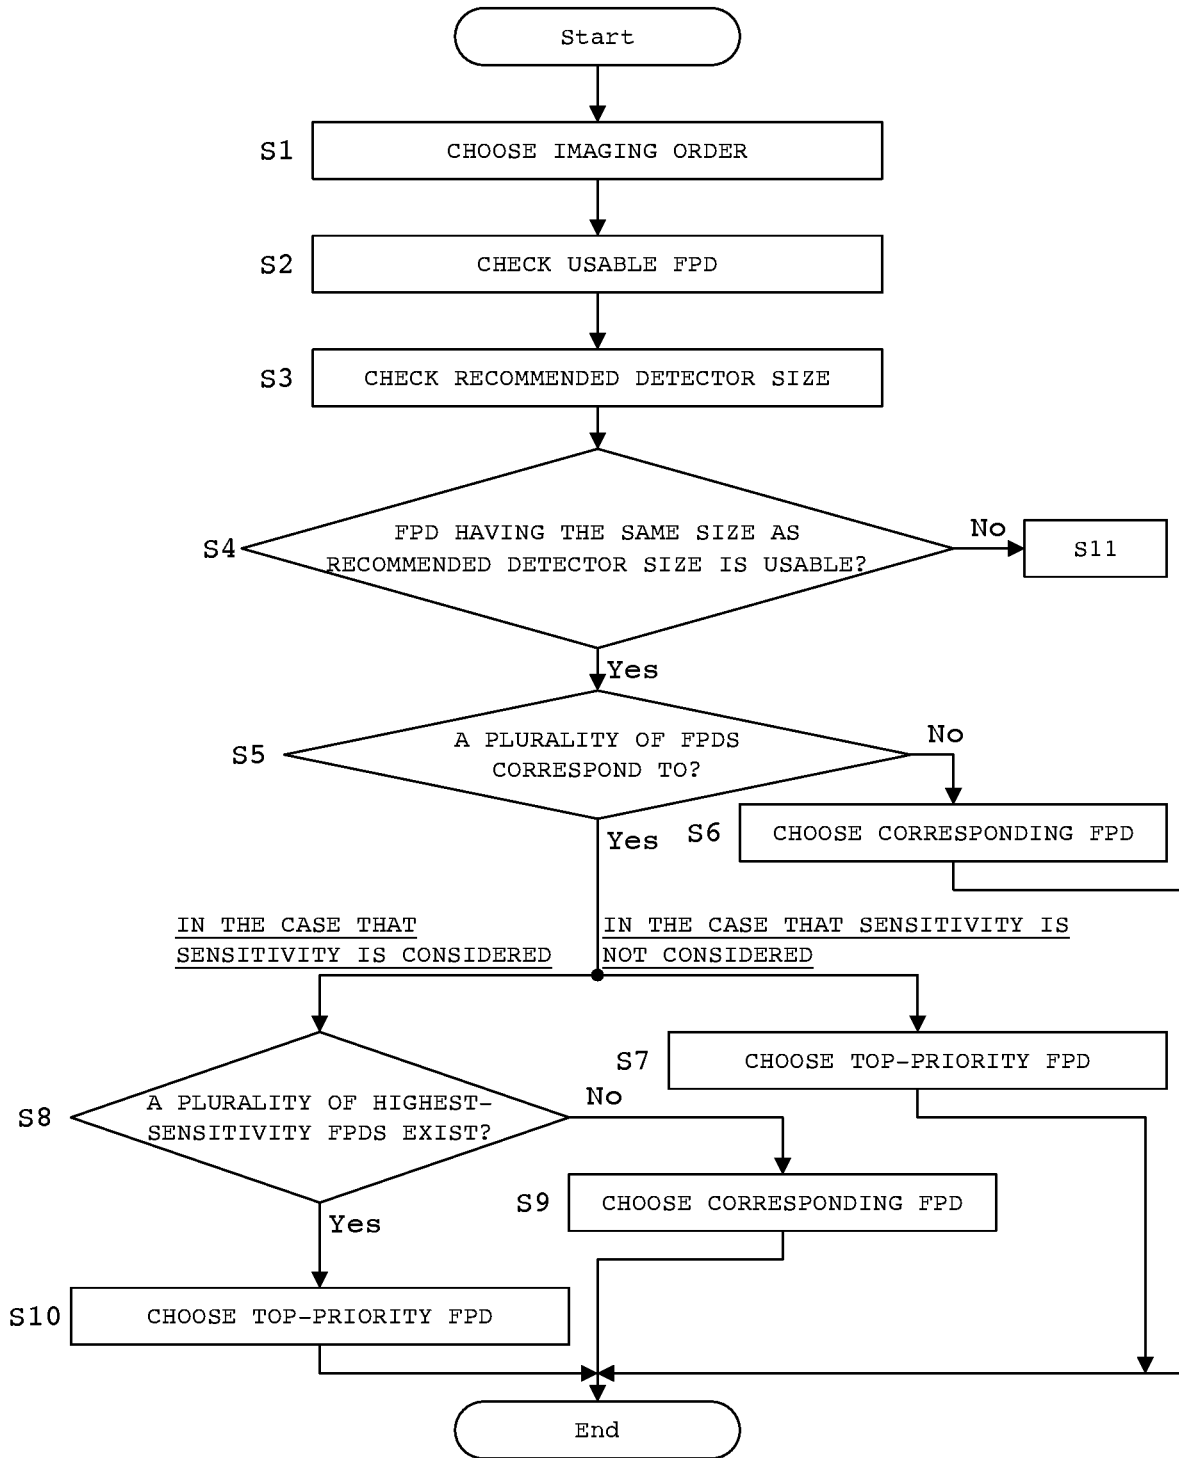 Start
S1
CHOOSE IMAGING ORDER
S2
CHECK USABLE FPD
S3
CHECK RECOMMENDED DETECTOR SIZE
S4
FPD HAVING THE SAME SIZE AS
RECOMMENDED DETECTOR SIZE IS USABLE?
No
S11
Yes
S5
A PLURALITY OF FPDS
CORRESPOND TO?
No
Yes
S6
CHOOSE CORRESPONDING FPD
IN THE CASE THAT
SENSITIVITY IS CONSIDERED
IN THE CASE THAT SENSITIVITY IS
NOT CONSIDERED
S7
CHOOSE TOP-PRIORITY FPD
S8
A PLURALITY OF HIGHEST-
SENSITIVITY FPDS EXIST?
No
S9
CHOOSE CORRESPONDING FPD
Yes
S10
CHOOSE TOP-PRIORITY FPD
End